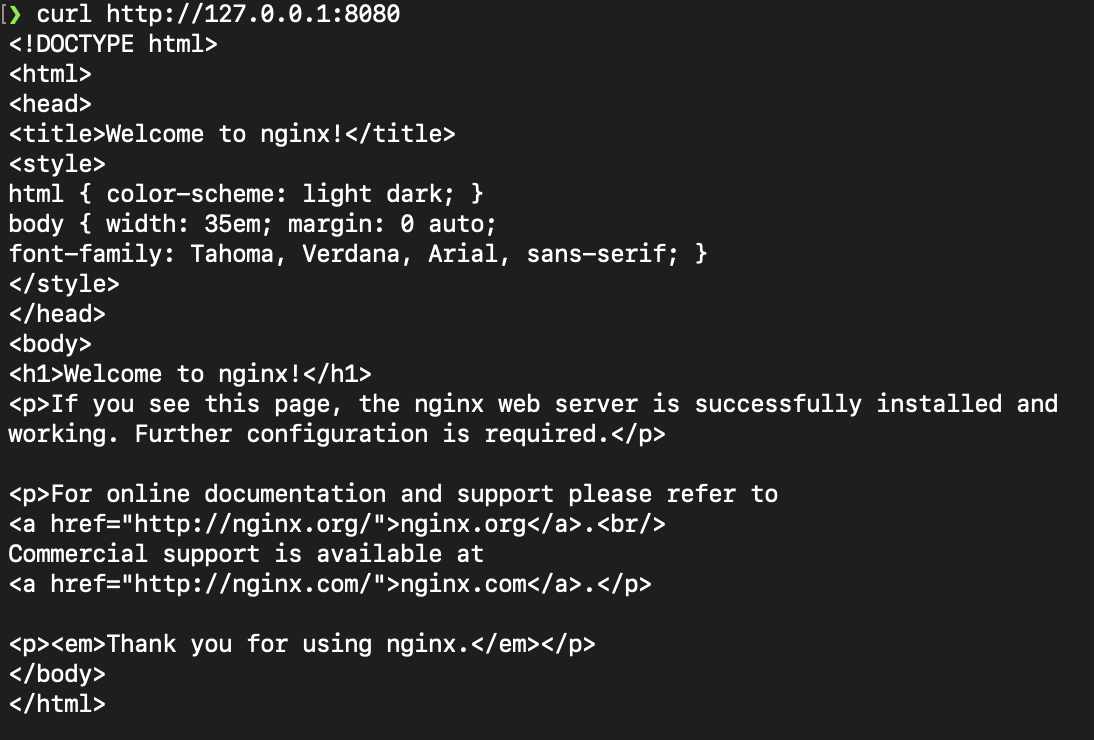 [❯ curl http://127.0.0.1:8080
<!DOCTYPE html>
<html>
<head>
<title>Welcome to nginx!</title>
<style>
html { color-scheme: light dark; }
body { width: 35em; margin: 0 auto;
font-family: Tahoma, Verdana, Arial, sans-serif; }
</style>
</head>
<body>
<h1>Welcome to nginx!</h1>
<p>If you see this page, the nginx web server is successfully installed and
working. Further configuration is required.</p>

<p>For online documentation and support please refer to
<a href="http://nginx.org/">nginx.org</a>.<br/>
Commercial support is available at
<a href="http://nginx.com/">nginx.com</a>.</p>

<p><em>Thank you for using nginx.</em></p>
</body>
</html>